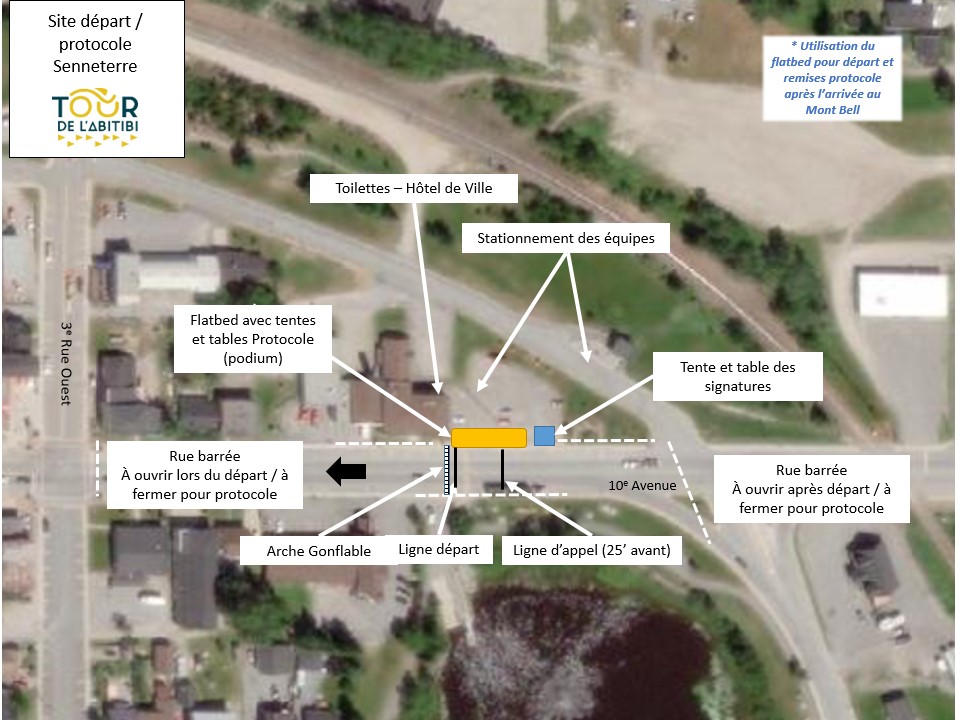 Site départ /
protocole
Senneterre
TOUR
DE L'ABITIBI
* Utilisation du
flatbed pour départ et
remises protocole
après l'arrivée au
Mont Bell
Toilettes – Hôtel de Ville
Stationnement des équipes
Flatbed avec tentes
et tables Protocole
(podium)
3e Rue Ouest
Tente et table des
signatures
Rue barrée
À ouvrir lors du départ / à
fermer pour protocole
10e Avenue
Rue barrée
À ouvrir après départ / à
fermer pour protocole
Arche Gonflable
Ligne départ
Ligne d'appel (25' avant)